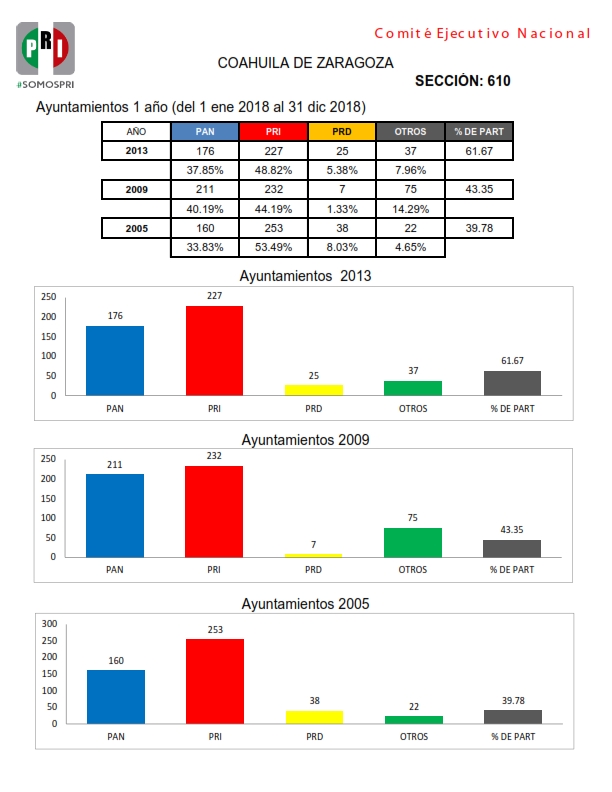 Comité Ejecutivo Nacional
PRI
#SOMOSPRI
COAHUILA DE ZARAGOZA
SECCIÓN: 610
Ayuntamientos 1 año (del 1 ene 2018 al 31 dic 2018)
AÑO PAN PRI PRD OTROS % DE PART
2013 176 227 25 37 61.67
37.85% 48.82% 5.38% 7.96%
2009 211 232 7 75 43.35
40.19% 44.19% 1.33% 14.29%
2005 160 253 38 22 39.78
33.83% 53.49% 8.03% 4.65%
Ayuntamientos 2013
250
200
150
100
50
0
176
227
25
37
61.67
PAN PRI PRD OTROS % DE PART
Ayuntamientos 2009
250
200
150
100
50
0
211
232
7
75
43.35
PAN PRI PRD OTROS % DE PART
Ayuntamientos 2005
300
250
200
150
100
50
0
160
253
38
22
39.78
PAN PRI PRD OTROS % DE PART